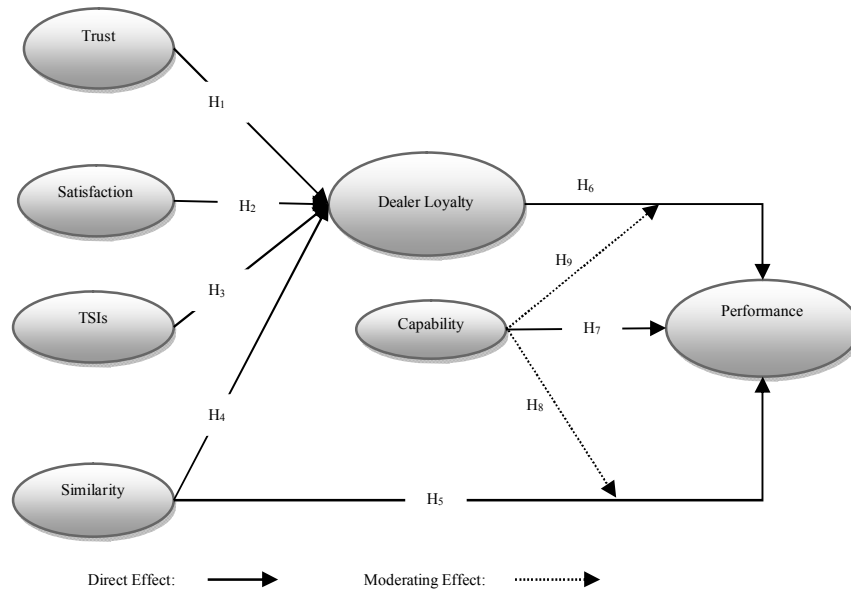 Trust
H1
Satisfaction
H2
Dealer Loyalty
H6
H9
TSIs
H3
Capability
H7
Performance
H8
H4
Similarity
H5
Direct Effect:
Moderating Effect: